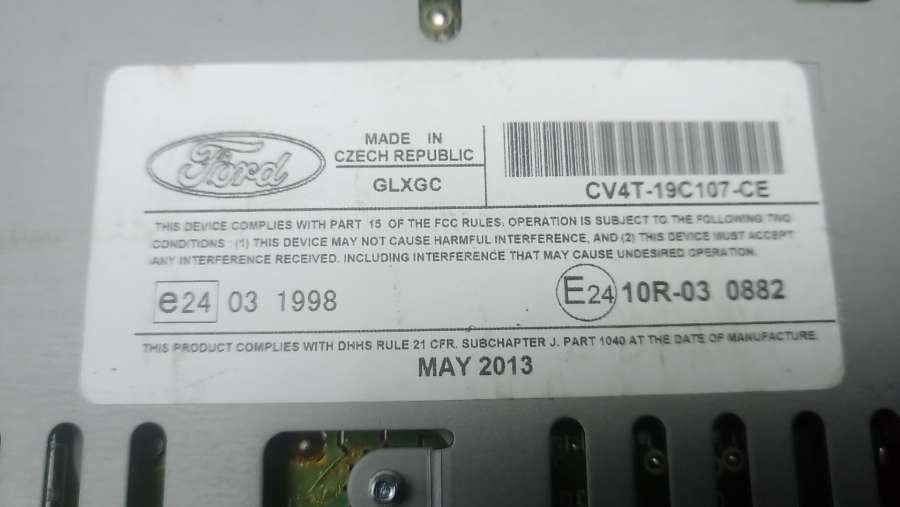 Ford
MADE IN
CZECH REPUBLIC
GLXGC
CV4T-19C107-CE
THIS DEVICE COMPLIES WITH PART 15 OF THE FCC RULES. OPERATION IS SUBJECT TO THE FOLLOWING TWO
CONDITIONS (1) THIS DEVICE MAY NOT CAUSE HARMFUL INTERFERENCE, AND (2) THIS DEVICE MUST ACCEPT
ANY INTERFERENCE RECEIVED. INCLUDING INTERFERENCE THAT MAY CAUSE UNDESIRED OPERATION.
e24 03 1998
E24 10R-03 0882
THIS PRODUCT COMPLIES WITH DHHS RULE 21 CFR, SUBCHAPTER J. PART 1040 AT THE DATE OF MANUFACTURE.
MAY 2013